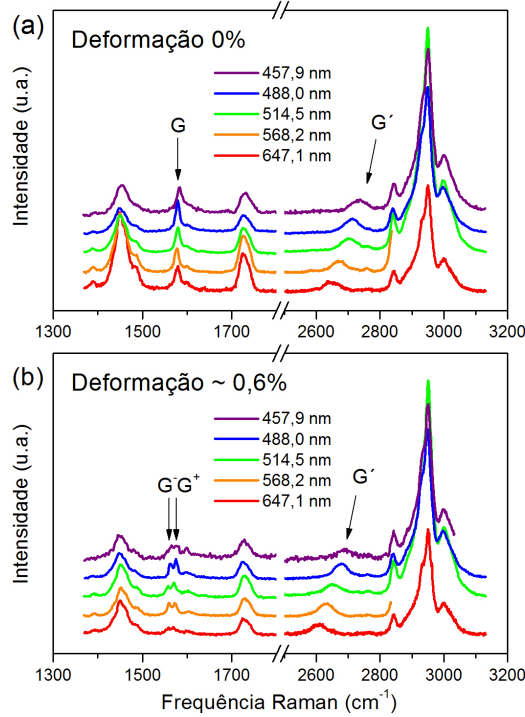 (a)
Deformação 0%
457,9 nm
488,0 nm
514,5 nm
568,2 nm
647,1 nm
G
G´
Intensidade (u.a.)
1300 1500 1700 2600 2800 3000 3200
(b)
Deformação ~ 0,6%
457,9 nm
488,0 nm
514,5 nm
568,2 nm
647,1 nm
G⁻ G⁺
G´
Intensidade (u.a.)
1300 1500 1700 2600 2800 3000 3200
Frequência Raman (cm⁻¹)